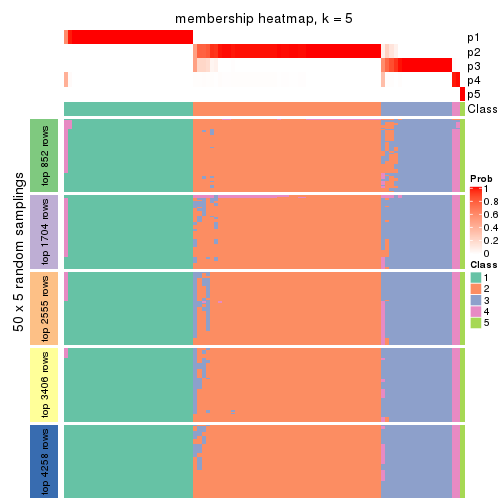 membership heatmap, k = 5
p1
p2
p3
p4
p5
Class
50 x 5 random samplings
top 852 rows
top 1704 rows
top 2555 rows
top 3406 rows
top 4258 rows
Prob
1
0.8
0.6
0.4
0.2
0
Class
1
2
3
4
5